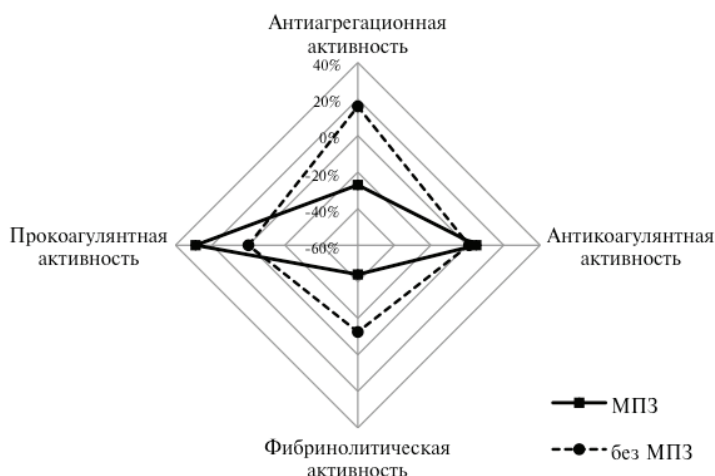 Антиагрегационная
активность
40%
20%
0%
-20%
-40%
-60%
Прокоагулянтная
активность
Антикоагулянтная
активность
МПЗ
без МПЗ
Фибринолитическая
активность